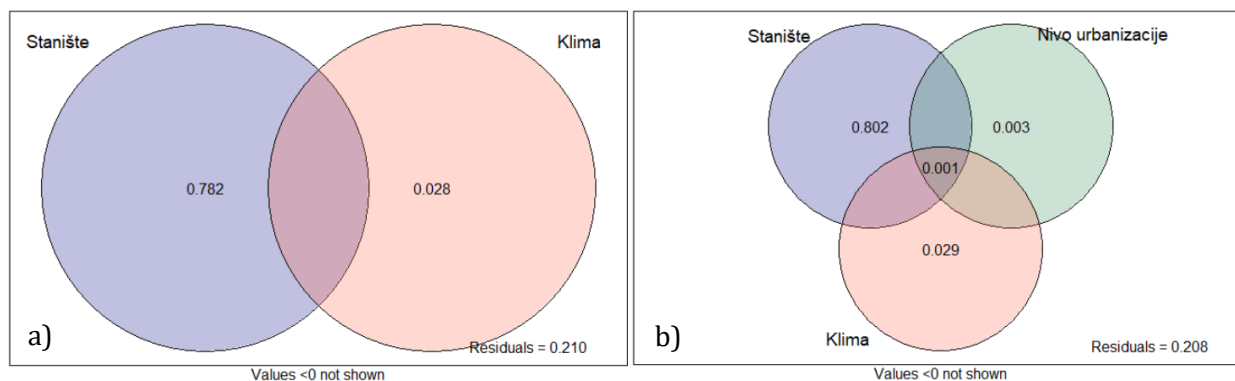 Stanište
Klima
0.782
0.028
a)
Residuals = 0.210
Values <0 not shown
Stanište
Nivo urbanizacije
0.802
0.003
0.001
0.029
Klima
b)
Residuals = 0.208
Values <0 not shown